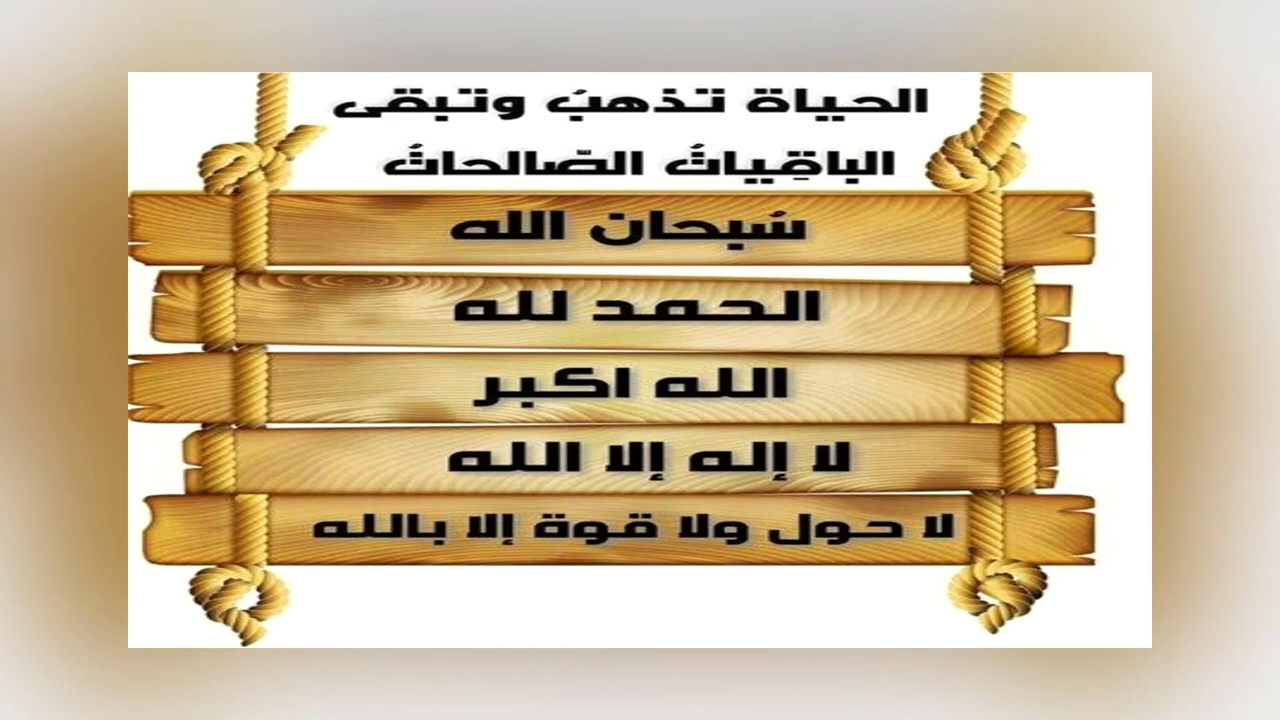 الحياة تذهبُ وتبقى
الباقِياتُ الصّالحاتُ
سُبحان الله
الحمد لله
الله اكبر
لا إله إلا الله
لا حول ولا قوة إلا بالله